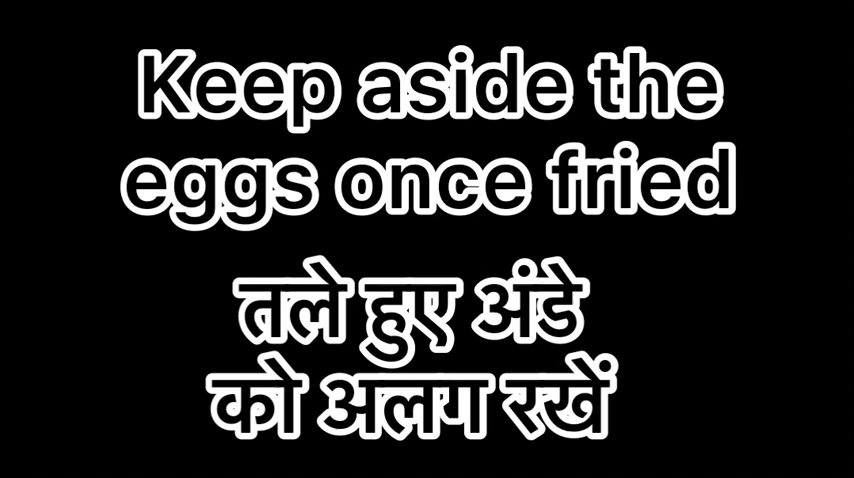 Keep aside the
eggs once fried
तले हुए अंडे
को अलग रखें